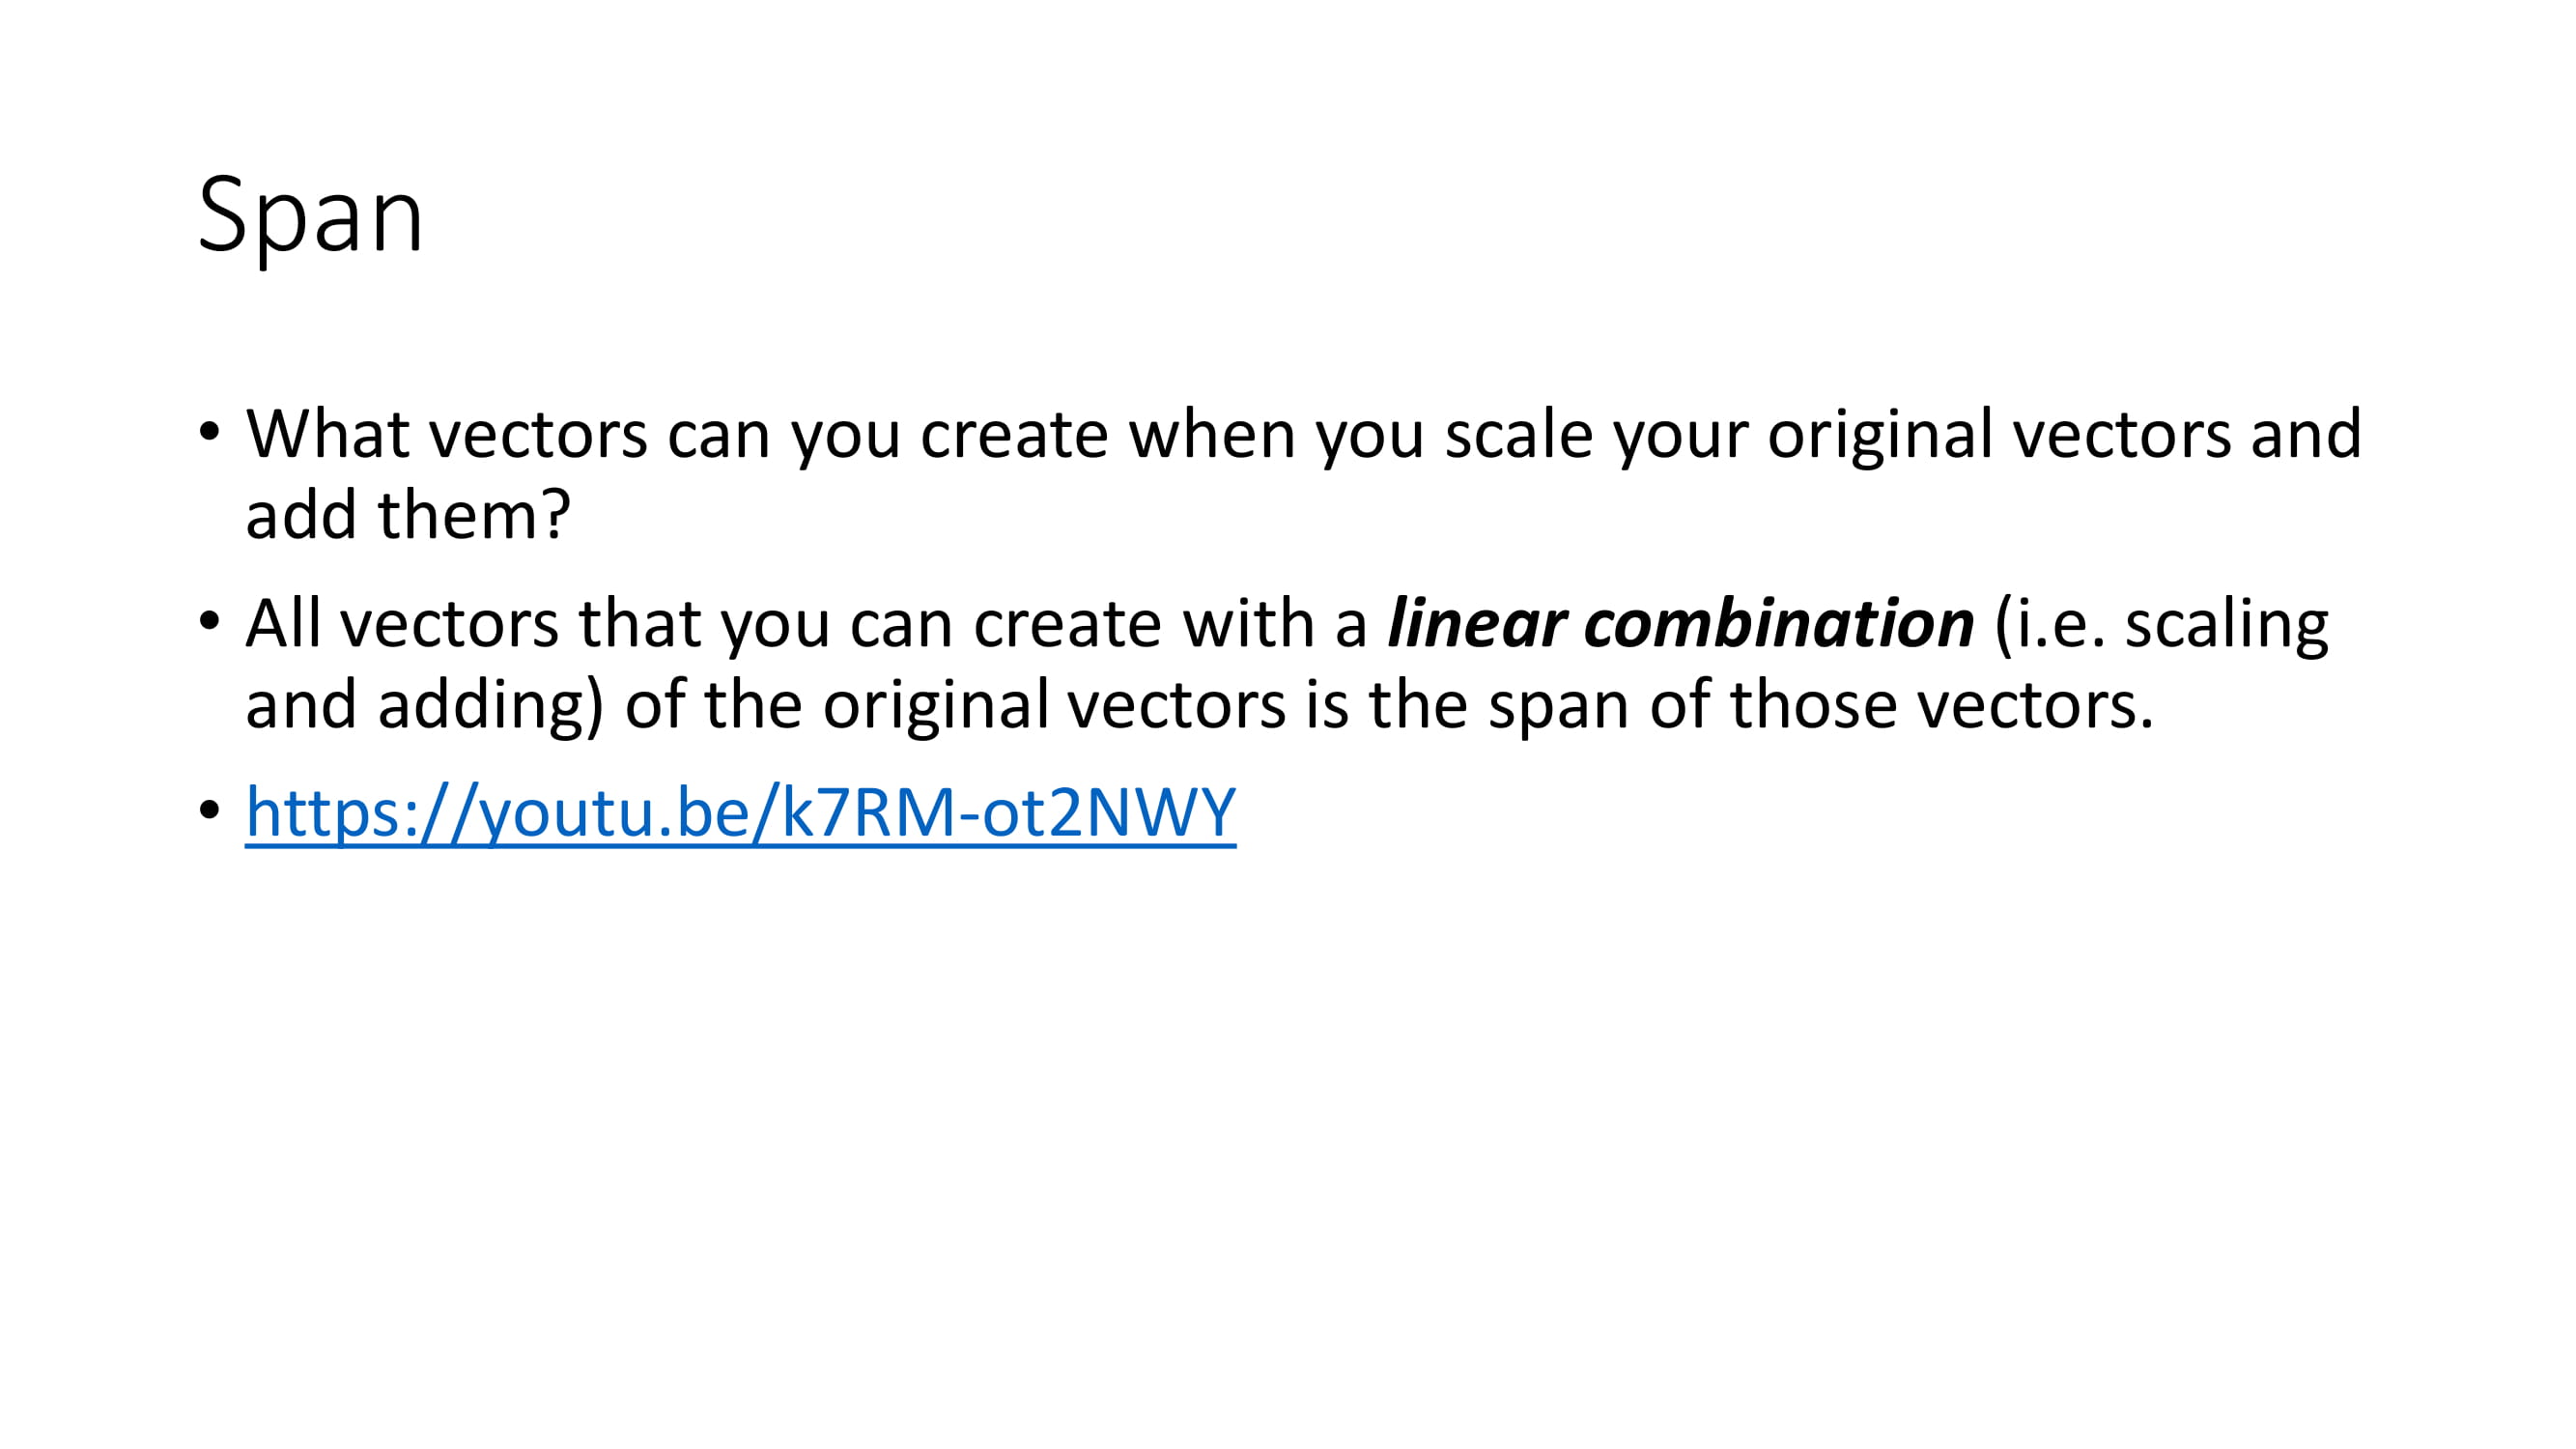 Span
• What vectors can you create when you scale your original vectors and
add them?
• All vectors that you can create with a linear combination (i.e. scaling
and adding) of the original vectors is the span of those vectors.
• https://youtu.be/k7RM-ot2NWY